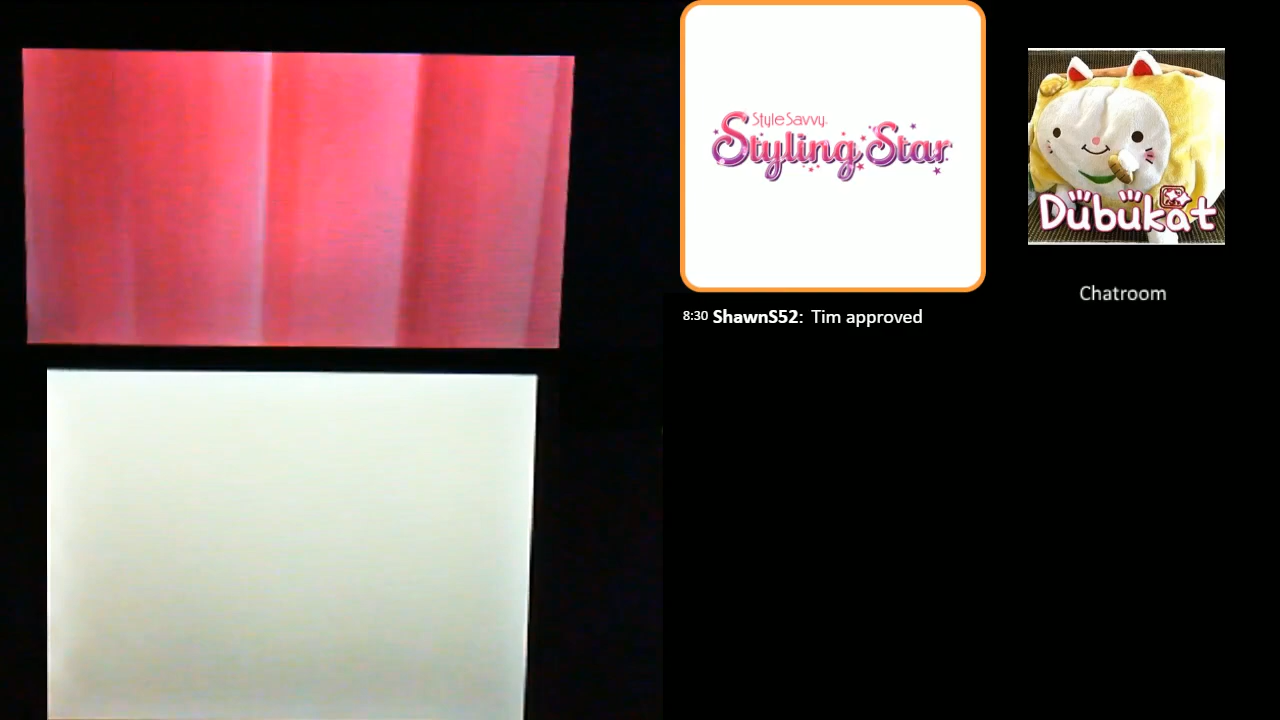 Style Savvy
Styling Star
Dubukat
Chatroom
8:30 ShawnS52: Tim approved